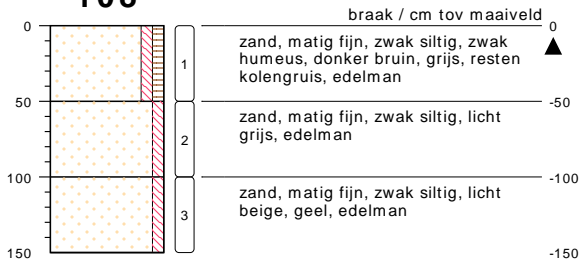 braak / cm tov maaiveld
0
0
zand, matig fijn, zwak siltig, zwak
humeus, donker bruin, grijs, resten
kolengruis, edelman
1
50
-50
zand, matig fijn, zwak siltig, licht
grijs, edelman
2
100
-100
zand, matig fijn, zwak siltig, licht
beige, geel, edelman
3
150
-150